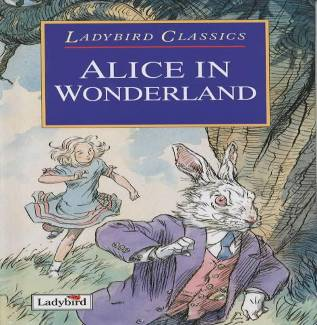 LADYBIRD CLASSICS
ALICE IN
WONDERLAND
Ladybird